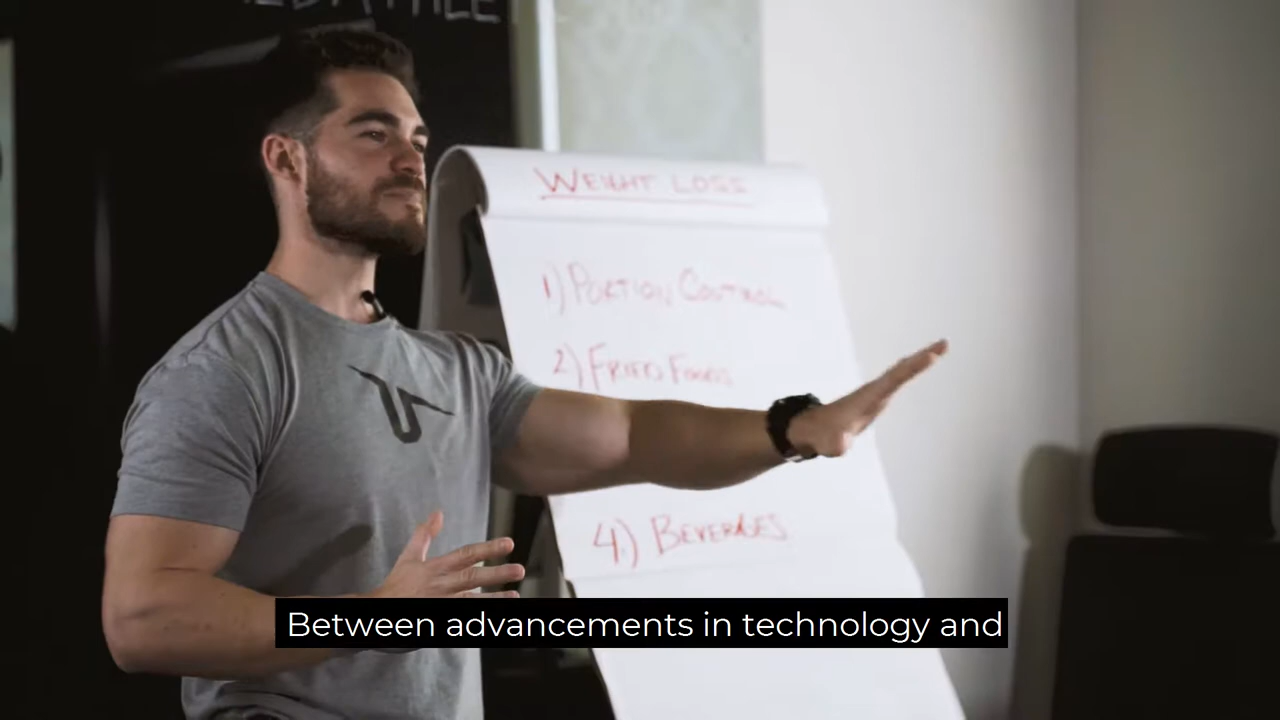 WEIGHT LOSS
1) PORTION CONTROL
2) FRIED FOODS
4) BEVERAGES
Between advancements in technology and